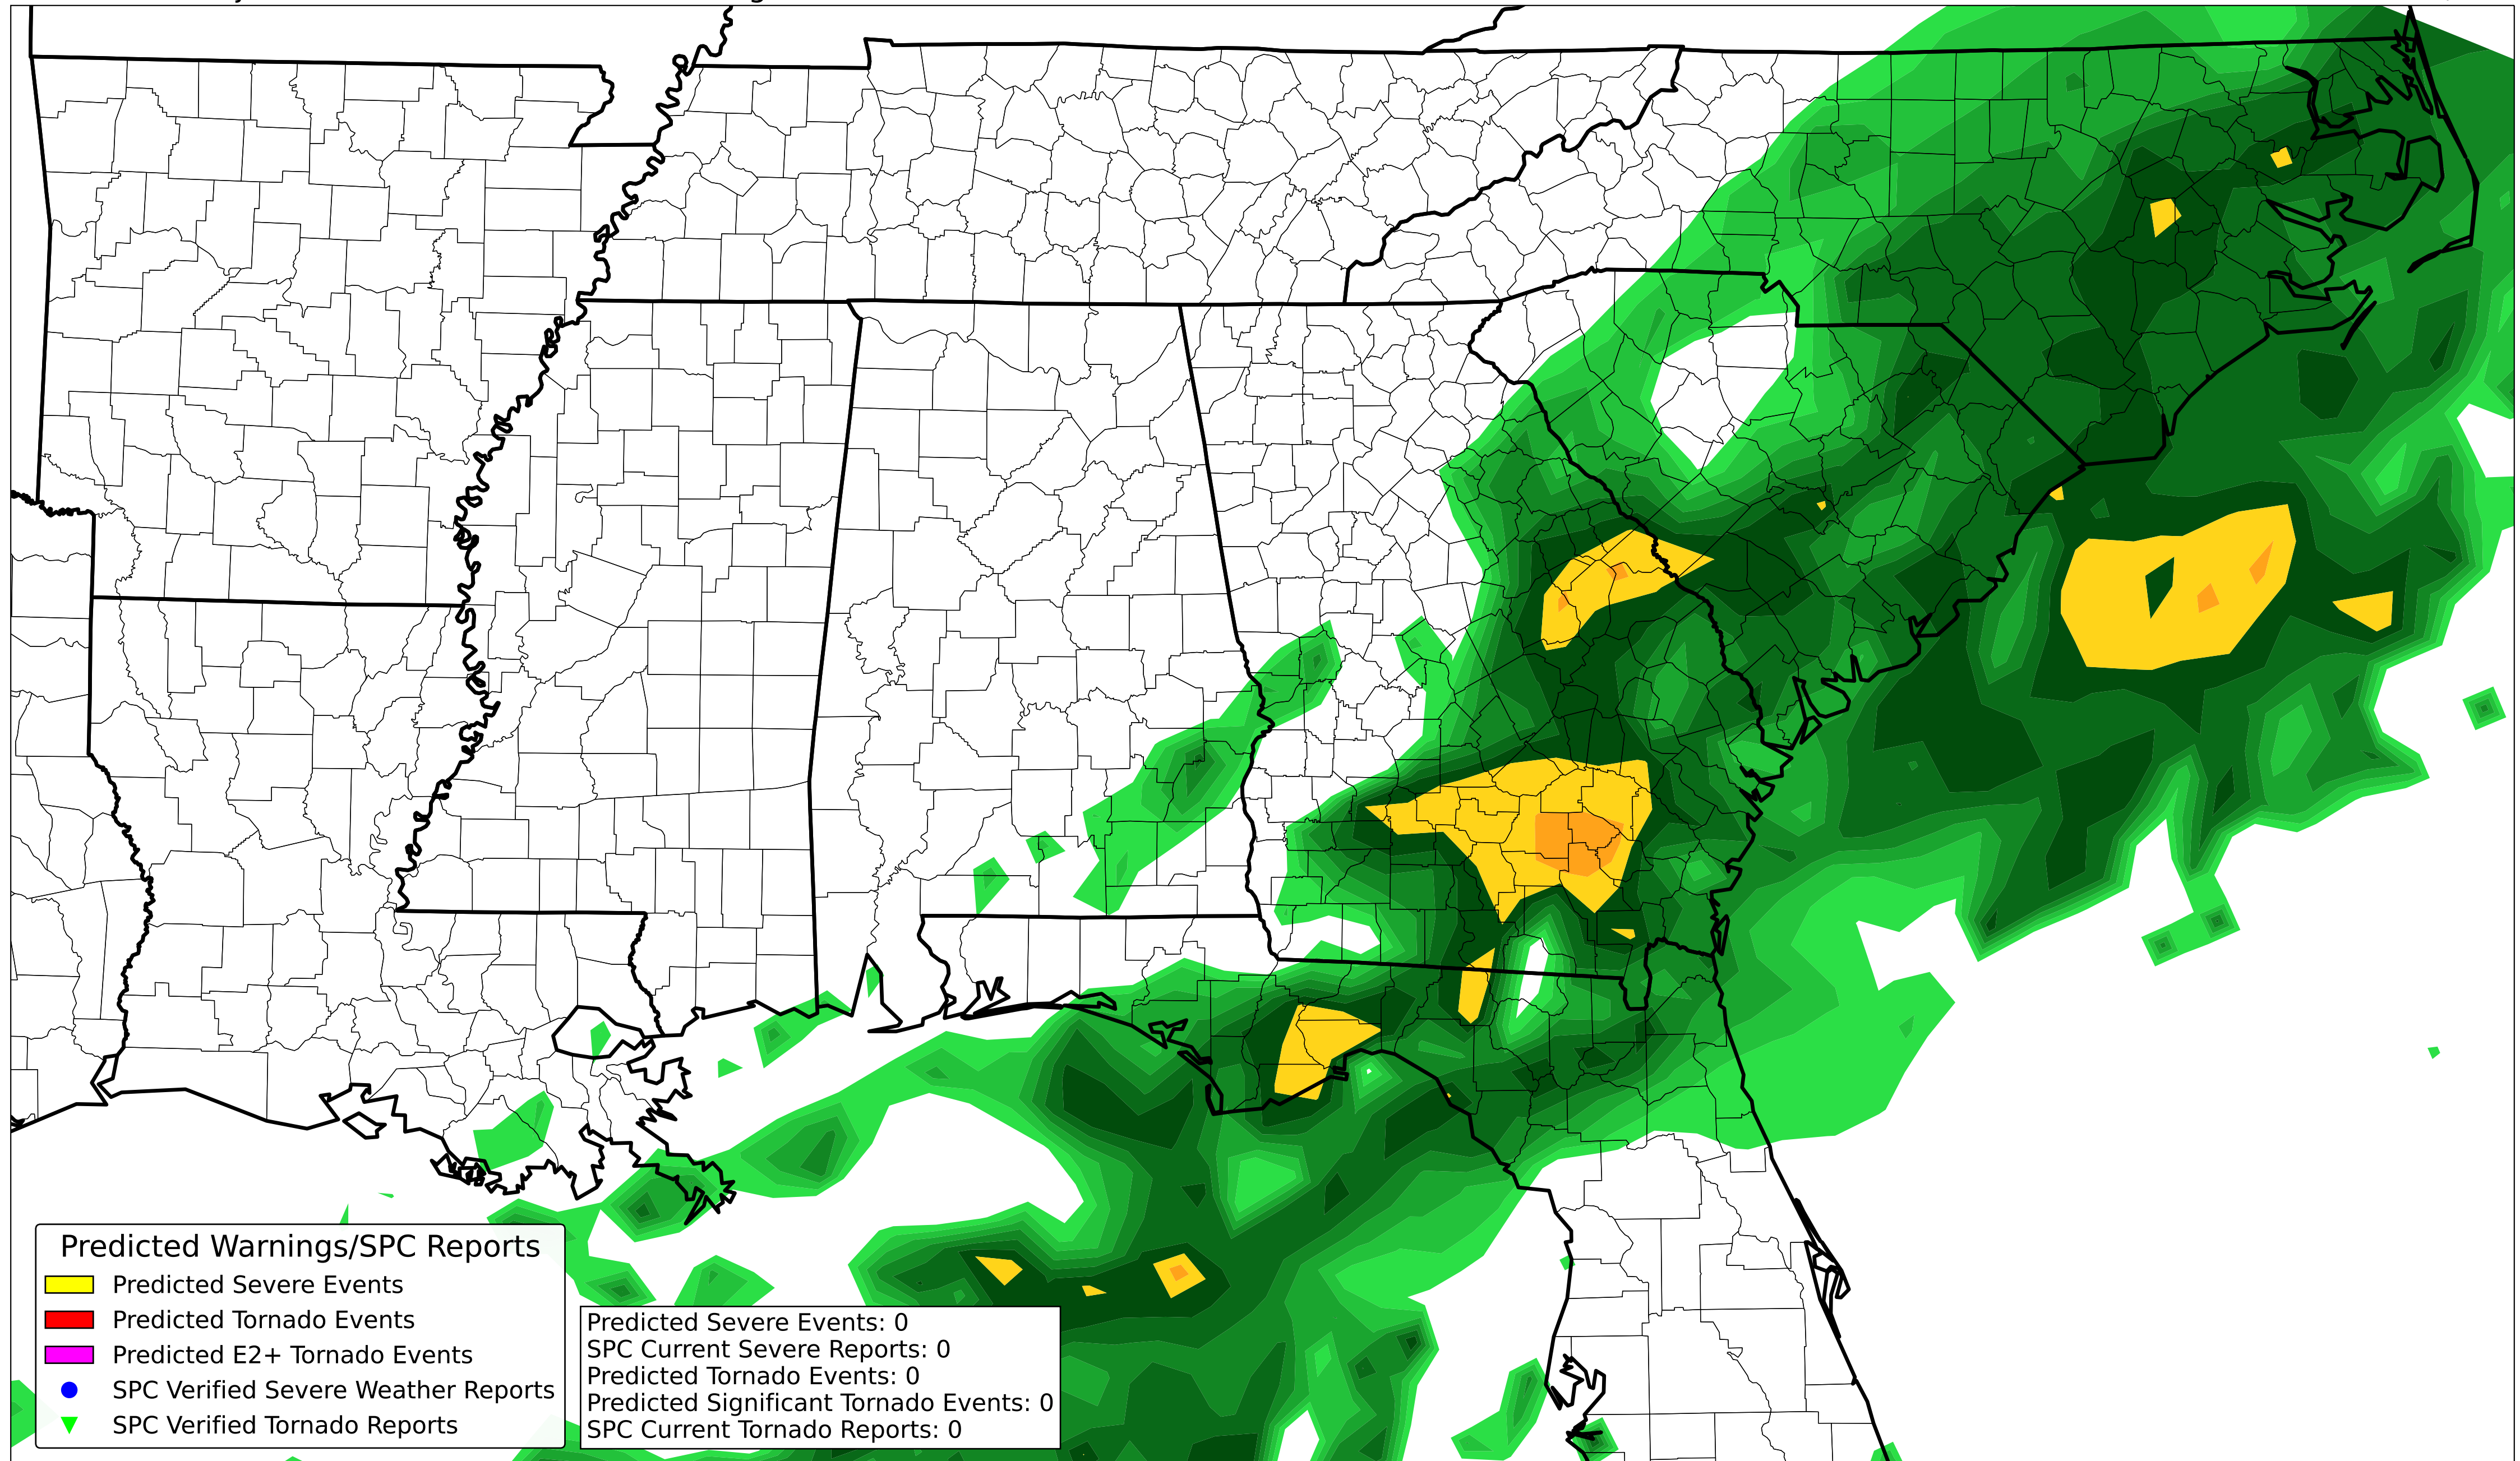 Predicted Warnings/SPC Reports
Predicted Severe Events
Predicted Tornado Events
Predicted E2+ Tornado Events
SPC Verified Severe Weather Reports
SPC Verified Tornado Reports
Predicted Severe Events: 0
SPC Current Severe Reports: 0
Predicted Tornado Events: 0
Predicted Significant Tornado Events: 0
SPC Current Tornado Reports: 0